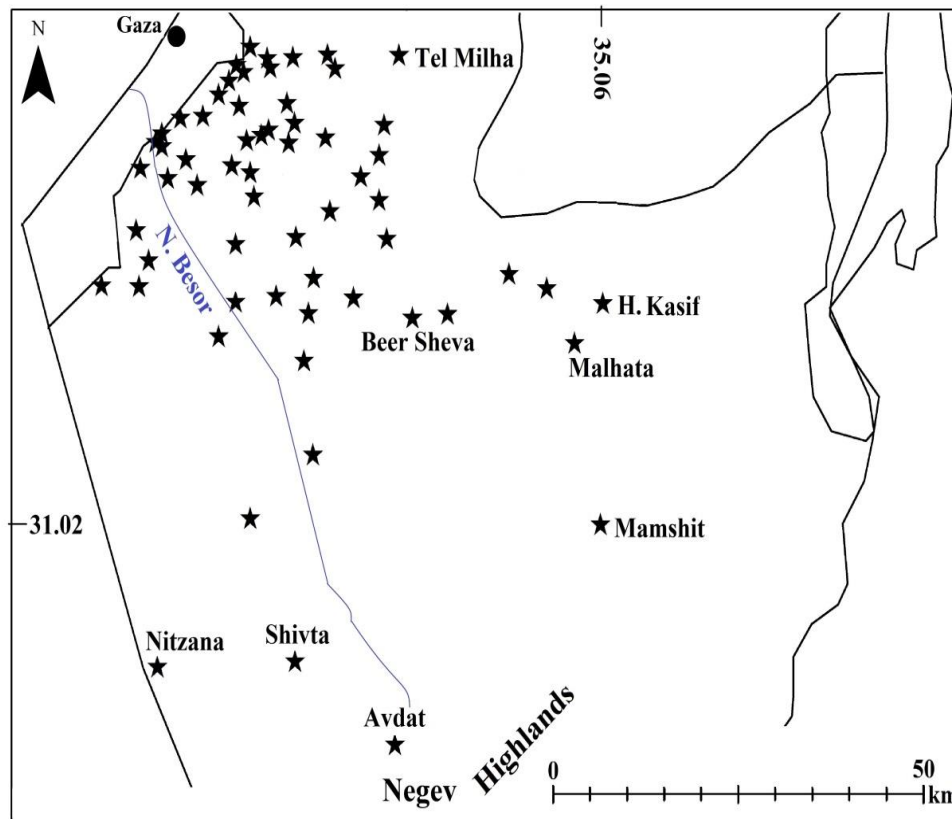 N
Gaza
35.06
Tel Milha
N. Besor
H. Kasif
Beer Sheva
Malhata
31.02
Mamshit
Nitzana
Shivta
Avdat
Negev
Highlands
0
50
km